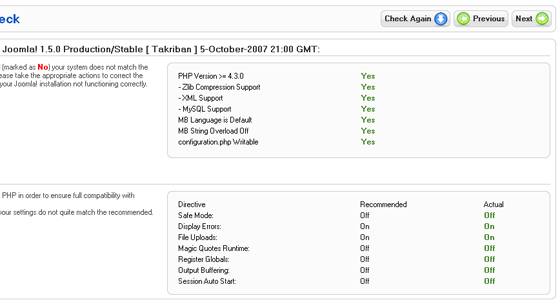 eck
Check Again Previous Next
Joomla! 1.5.0 Production/Stable [ Takriban ] 5-October-2007 21:00 GMT:
(marked as No) your system does not match the
ease take the appropriate actions to correct the
your Joomla! installation not functioning correctly.
PHP Version >= 4.3.0 Yes
- Zlib Compression Support Yes
- XML Support Yes
- MySQL Support Yes
MB Language is Default Yes
MB String Overload Off Yes
configuration.php Writable Yes
PHP in order to ensure full compatibility with
your settings do not quite match the recommended.
Directive Recommended Actual
Safe Mode: Off Off
Display Errors: On On
File Uploads: On On
Magic Quotes Runtime: Off Off
Register Globals: Off Off
Output Buffering: Off Off
Session Auto Start: Off Off